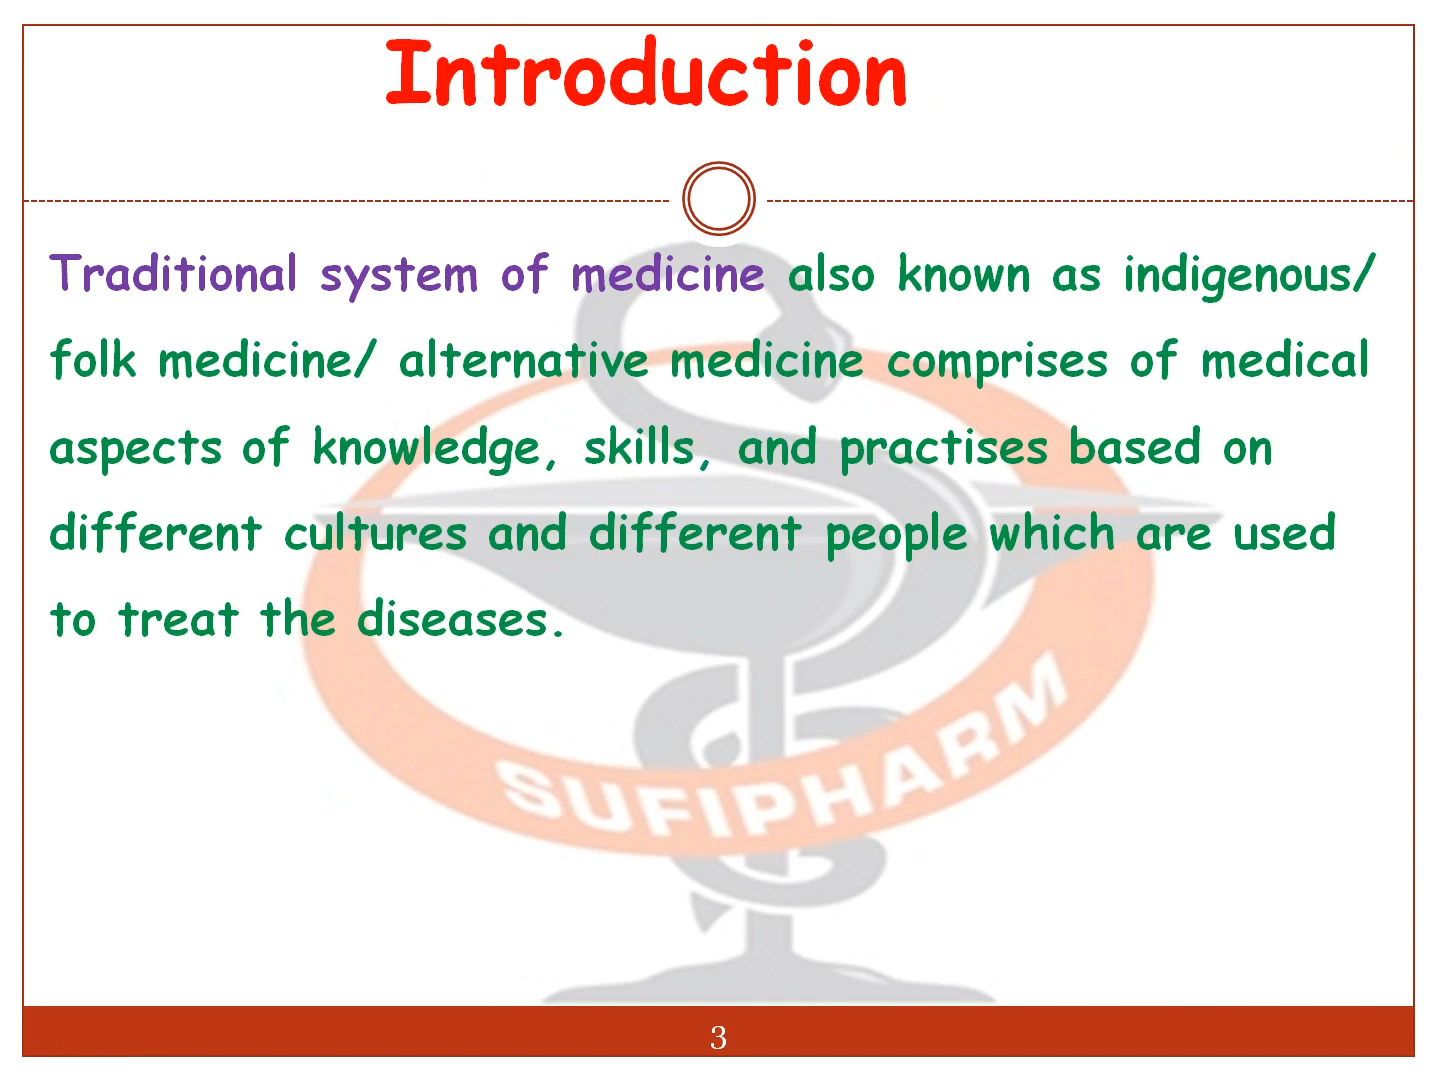 Introduction
Traditional system of medicine also known as indigenous/
folk medicine/ alternative medicine comprises of medical
aspects of knowledge, skills, and practises based on
different cultures and different people which are used
to treat the diseases.
SUFIPHARM
3